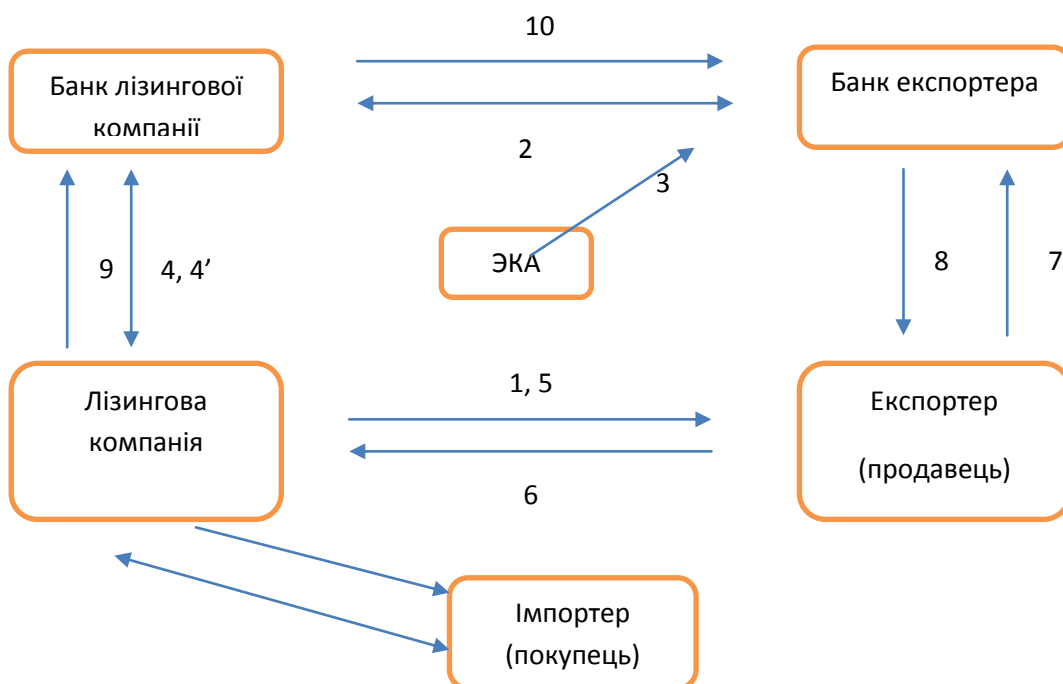 10
Банк лізингової
компанії
Банк експортера
2
3
ЭКА
9
4, 4’
8
7
Лізингова
компанія
1, 5
Експортер
(продавець)
6
Імпортер
(покупець)